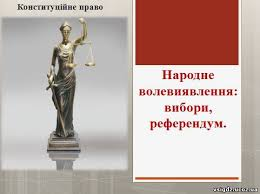 Конституційне право
Народне
волевиявлення:
вибори,
референдум.